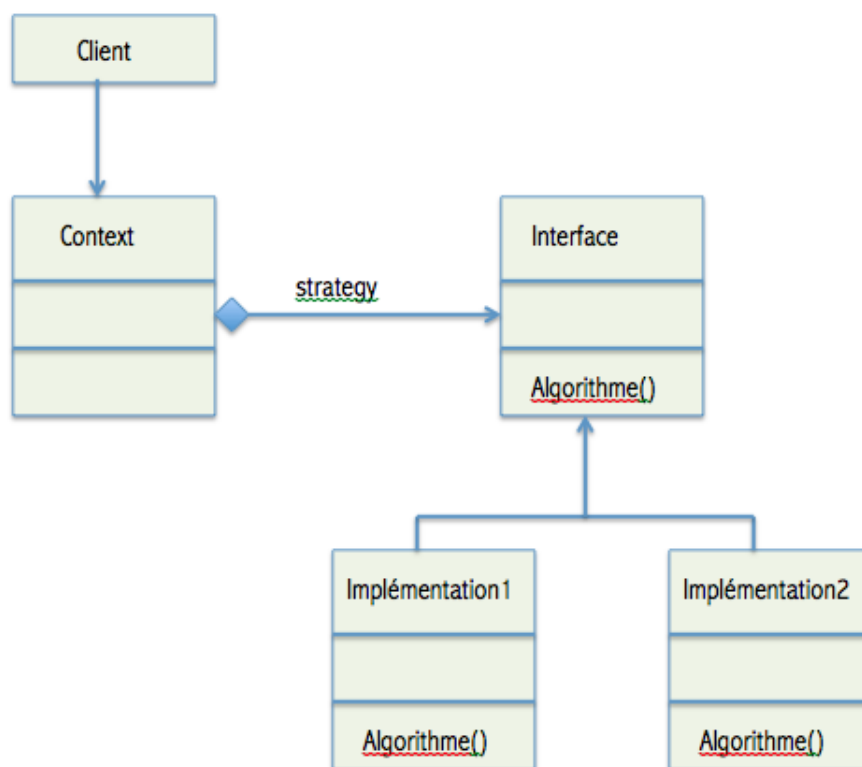 Client
Context
Interface
strategy
Algorithme()
Implémentation1
Implémentation2
Algorithme()
Algorithme()